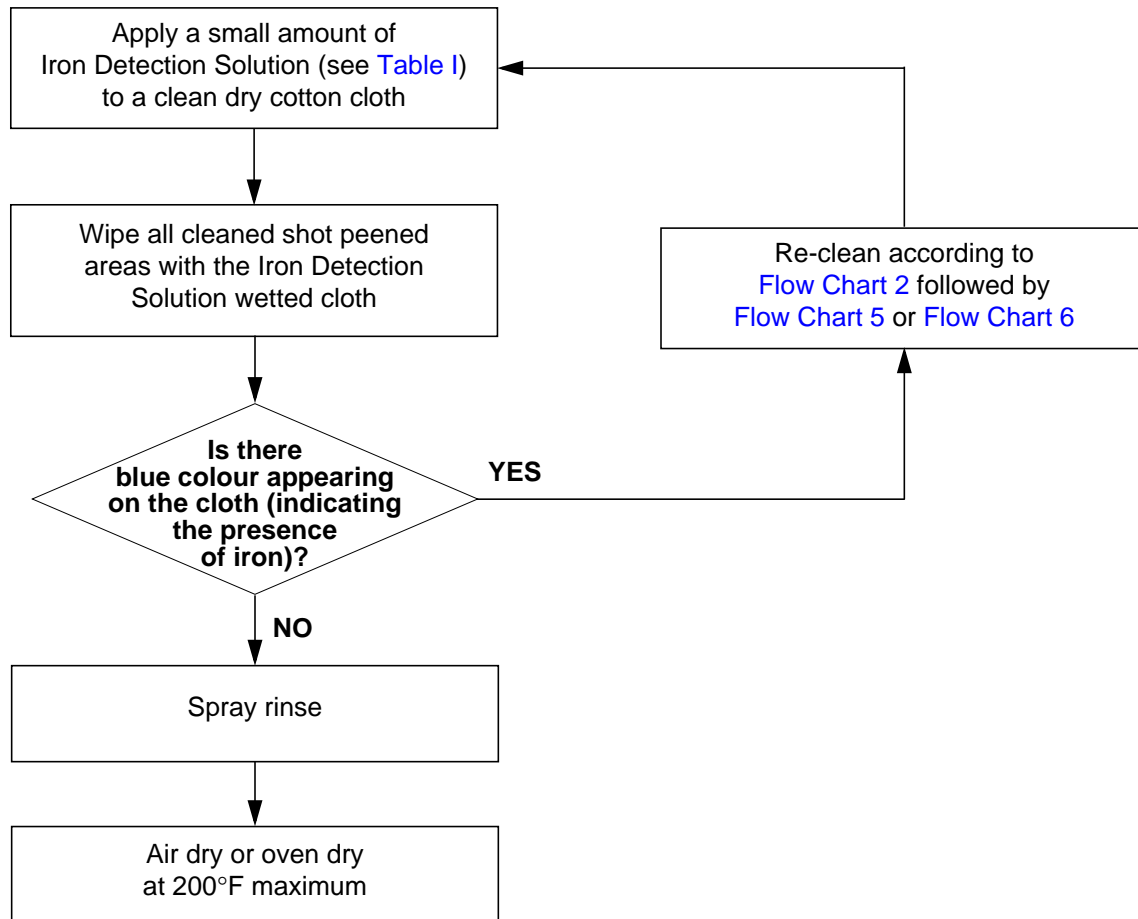 Apply a small amount of
Iron Detection Solution (see Table I)
to a clean dry cotton cloth
Wipe all cleaned shot peened
areas with the Iron Detection
Solution wetted cloth
Re-clean according to
Flow Chart 2 followed by
Flow Chart 5 or Flow Chart 6
Is there
blue colour appearing
on the cloth (indicating
the presence
of iron)?
YES
NO
Spray rinse
Air dry or oven dry
at 200°F maximum